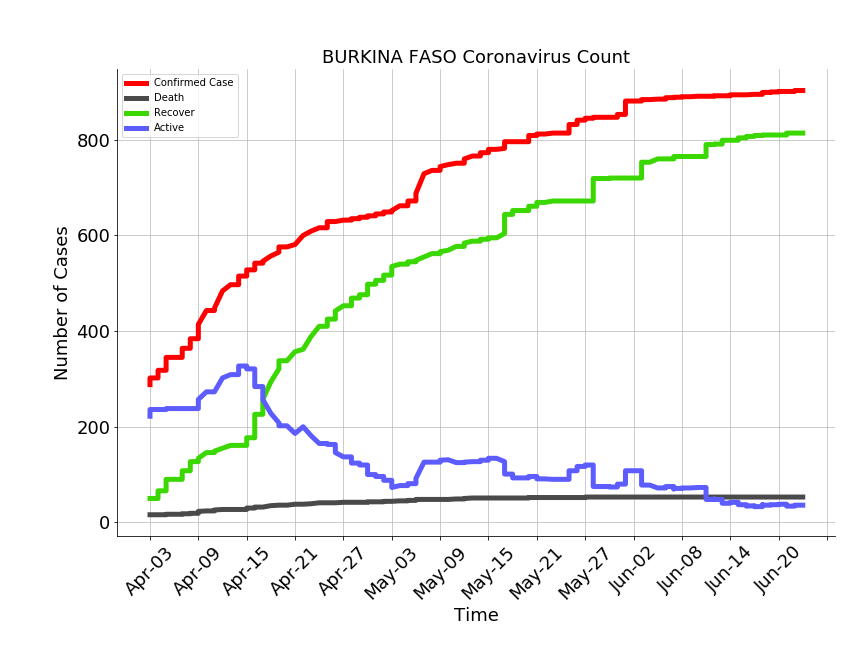 BURKINA FASO Coronavirus Count
Confirmed Case
Death
Recover
Active
Number of Cases
800
600
400
200
0
Apr-03
Apr-09
Apr-15
Apr-21
Apr-27
May-03
May-09
May-15
May-21
May-27
Jun-02
Jun-08
Jun-14
Jun-20
Time